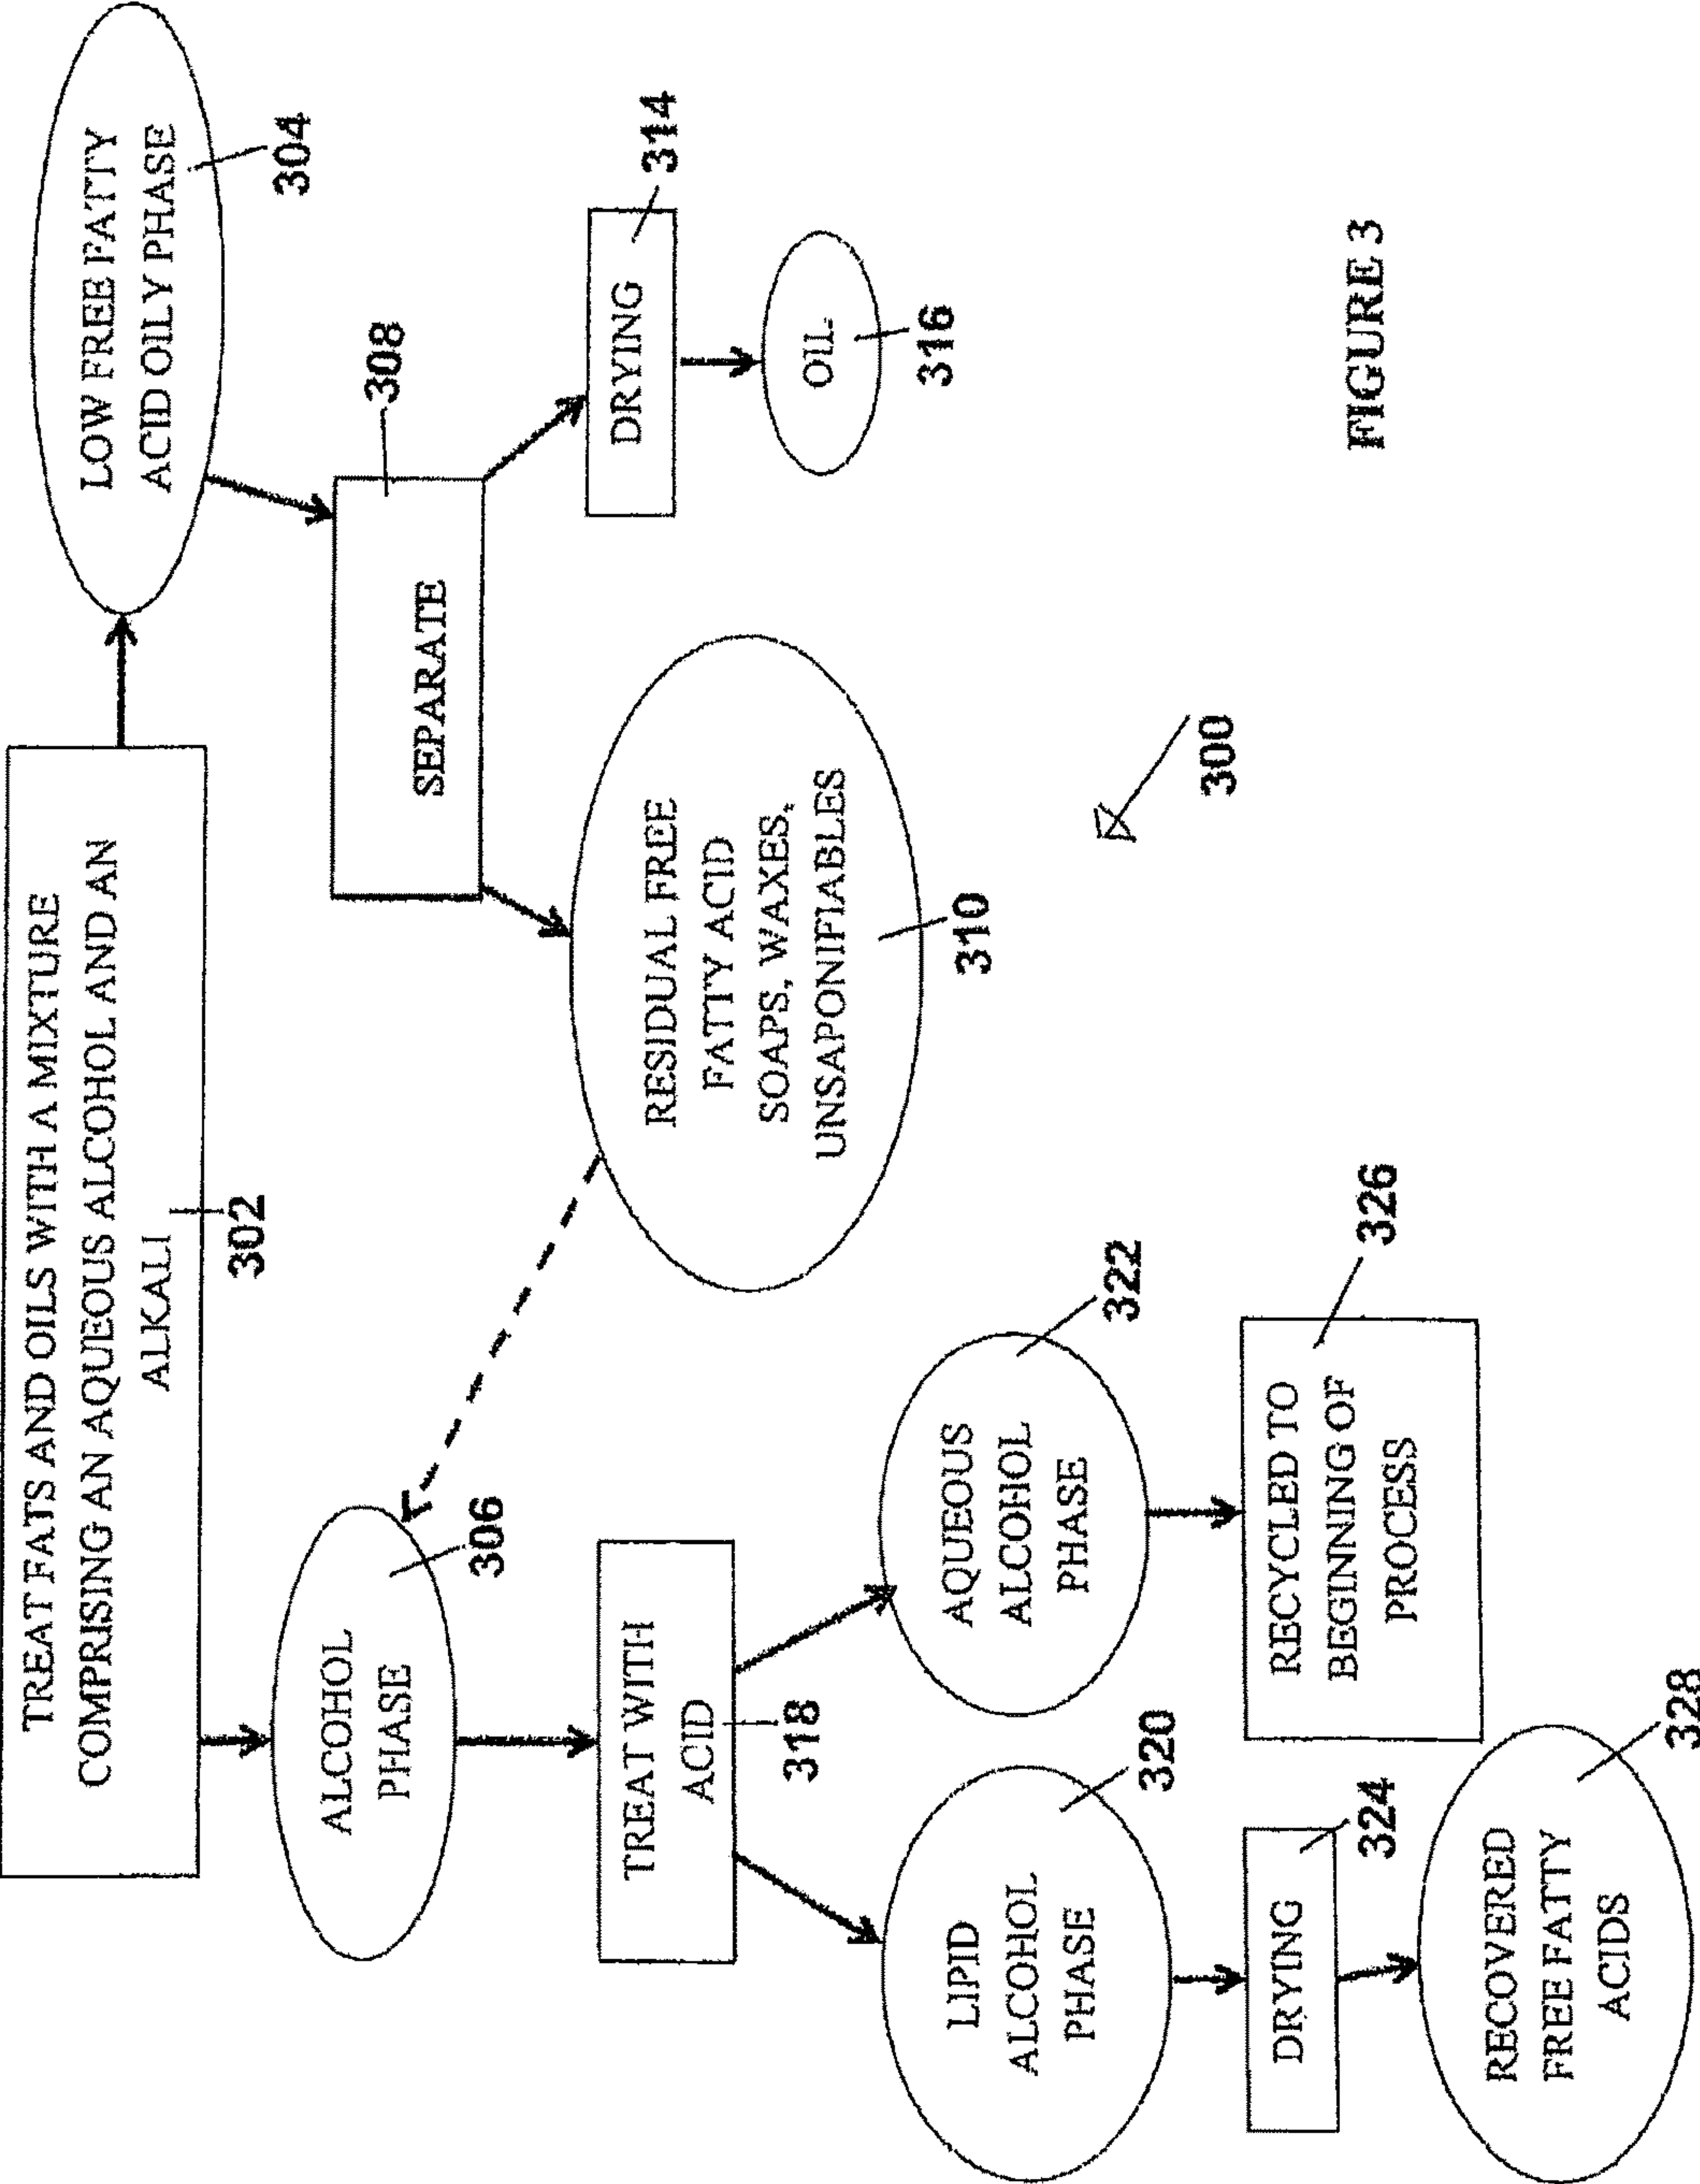 TREAT FATS AND OILS WITH A MIXTURE
COMPRISING AN AQUEOUS ALCOHOL AND AN
ALKALI
302
LOW FREE FATTY
ACID OILY PHASE
304
ALCOHOL
PHASE
306
SEPARATE
308
RESIDUAL FREE
FATTY ACID
SOAPS, WAXES,
UNSAPONIFIABLES
310
DRYING
314
OIL
316
TREAT WITH
ACID
318
LIPID
ALCOHOL
PHASE
320
AQUEOUS
ALCOHOL
PHASE
322
DRYING
324
RECYCLED TO
BEGINNING OF
PROCESS
326
RECOVERED
FREE FATTY
ACIDS
328
300
FIGURE 3